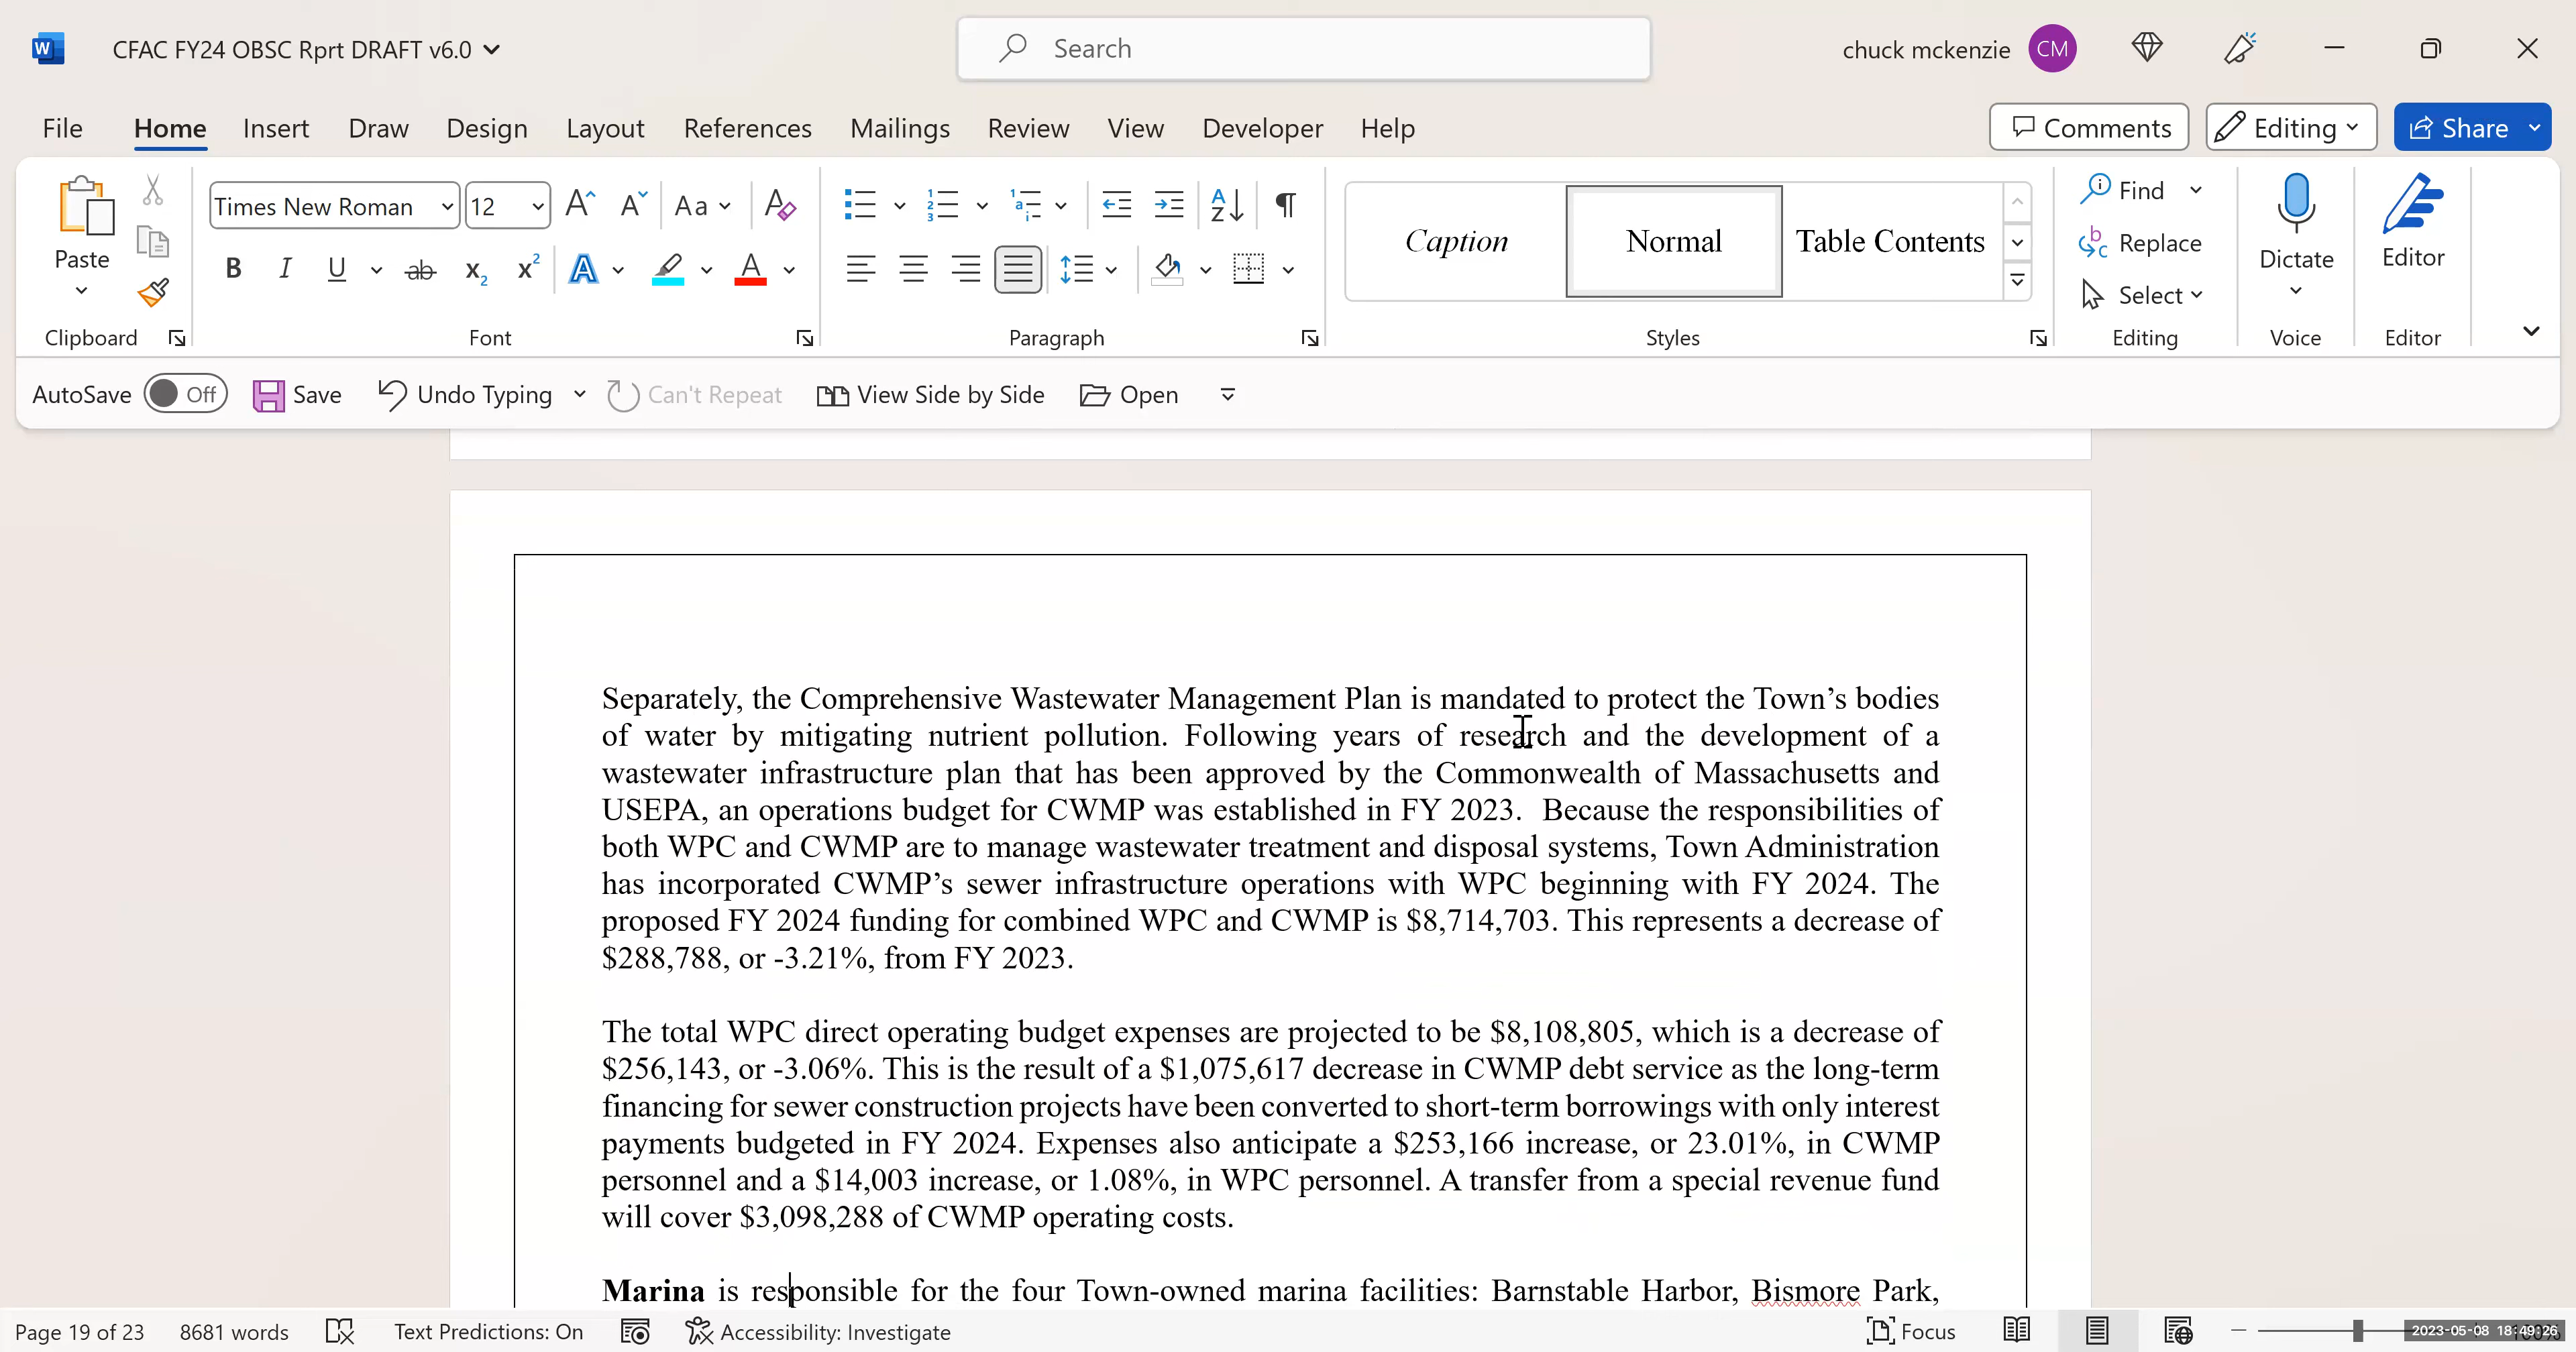 CFAC FY24 OBSC Rprt DRAFT v6.0
Search
chuck mckenzie CM
File Home Insert Draw Design Layout References Mailings Review View Developer Help
Comments Editing Share
Paste
Clipboard
Times New Roman 12
Aa
B I U ab x2 x2 A A
Font
Paragraph
Caption Normal Table Contents
Styles
Find
Replace
Select
Editing
Dictate
Voice
Editor
Editor
AutoSave Off Save Undo Typing Can't Repeat View Side by Side Open
Separately, the Comprehensive Wastewater Management Plan is mandated to protect the Town’s bodies
of water by mitigating nutrient pollution. Following years of research and the development of a
wastewater infrastructure plan that has been approved by the Commonwealth of Massachusetts and
USEPA, an operations budget for CWMP was established in FY 2023.  Because the responsibilities of
both WPC and CWMP are to manage wastewater treatment and disposal systems, Town Administration
has incorporated CWMP’s sewer infrastructure operations with WPC beginning with FY 2024. The
proposed FY 2024 funding for combined WPC and CWMP is $8,714,703. This represents a decrease of
$288,788, or -3.21%, from FY 2023.
The total WPC direct operating budget expenses are projected to be $8,108,805, which is a decrease of
$256,143, or -3.06%. This is the result of a $1,075,617 decrease in CWMP debt service as the long-term
financing for sewer construction projects have been converted to short-term borrowings with only interest
payments budgeted in FY 2024. Expenses also anticipate a $253,166 increase, or 23.01%, in CWMP
personnel and a $14,003 increase, or 1.08%, in WPC personnel. A transfer from a special revenue fund
will cover $3,098,288 of CWMP operating costs.
Marina is responsible for the four Town-owned marina facilities: Barnstable Harbor, Bismore Park,
Page 19 of 23 8681 words Text Predictions: On Accessibility: Investigate Focus
2023-05-08 18:49:26